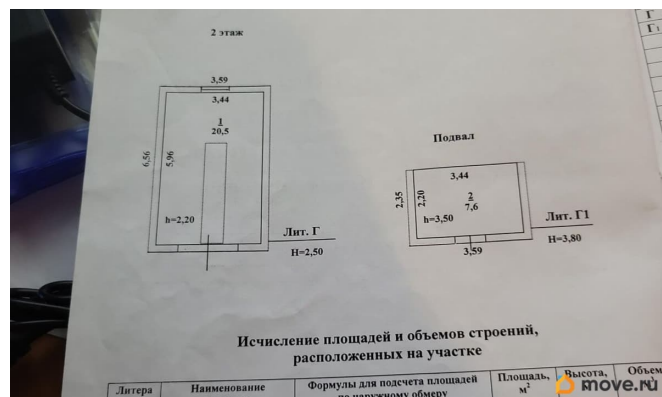 2 этаж
3,59
3,44
1
20,5
6,56
5,96
h=2,20
Лит. Г
Н=2,50
Подвал
3,44
2,35
2,20
2
7,6
h=3,50
Лит. Г1
Н=3,80
3,59
Г
Г1
Исчисление площадей и объемов строений,
расположенных на участке
Литера
Наименование
Формулы для подсчета площадей
по наружному обмеру
Площадь,
м²
Высота,
Объем
move.ru